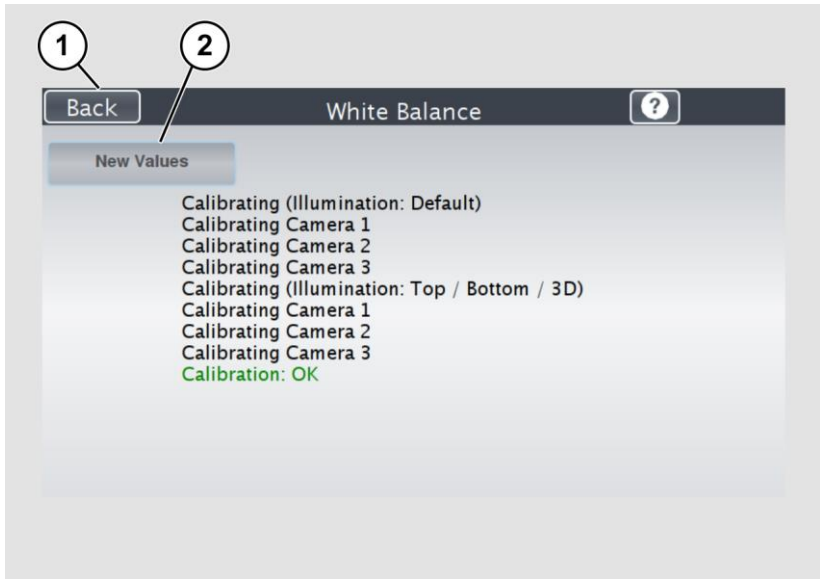 1 2
Back White Balance ?
New Values
Calibrating (Illumination: Default)
Calibrating Camera 1
Calibrating Camera 2
Calibrating Camera 3
Calibrating (Illumination: Top / Bottom / 3D)
Calibrating Camera 1
Calibrating Camera 2
Calibrating Camera 3
Calibration: OK